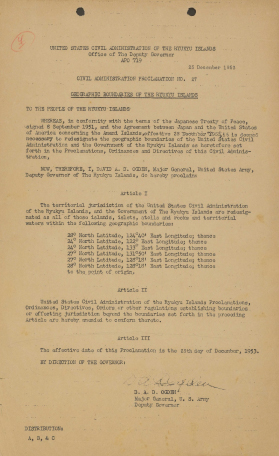 UNITED STATES CIVIL ADMINISTRATION OF THE RYUKYU ISLANDS
Office of The Deputy Governor
APO 719
25 December 1953
CIVIL ADMINISTRATION PROCLAMATION NO. 27
GEOGRAPHIC BOUNDARIES OF THE RYUKYU ISLANDS
TO THE PEOPLE OF THE RYUKYU ISLANDS
WHEREAS, in conformity with the terms of the Japanese Treaty of Peace,
signed 8 September 1951, and the Agreement between Japan and the United States
of America concerning the Amami Islands, effective 25 December 1953, it is deemed
necessary to redesignate the geographic boundaries of the United States Civil
Administration and the Government of the Ryukyu Islands as heretofore set
forth in the Proclamations, Ordinances and Directives of this Civil Admin-
istration.
NOW, THEREFORE, I, DAVID A. D. OGDEN, Major General, United States Army,
Deputy Governor of The Ryukyu Islands, do hereby proclaim:
Article I
The territorial jurisdiction of the United States Civil Administration
of the Ryukyu Islands, and the Government of The Ryukyu Islands are redesig-
nated as all of those islands, islets, atolls and rocks and territorial
waters within the following geographic boundaries:
28° North Latitude, 124°40' East Longitude; thence
24° North Latitude, 122° East Longitude; thence
24° North Latitude, 133° East Longitude; thence
27° North Latitude, 131°50' East Longitude; thence
27° North Latitude, 128°18' East Longitude; thence
28° North Latitude, 128°18' East Longitude; thence
to the point of origin.
Article II
United States Civil Administration of the Ryukyu Islands Proclamations,
Ordinances, Directives, Orders or other regulations establishing boundaries
or affecting jurisdiction beyond the boundaries set forth in the preceding
Article are hereby amended to conform thereto.
Article III
The effective date of this Proclamation is the 25th day of December, 1953.
BY DIRECTION OF THE GOVERNOR:
D. A. D. OGDEN
Major General, U. S. Army
Deputy Governor
DISTRIBUTION:
A, B, & D